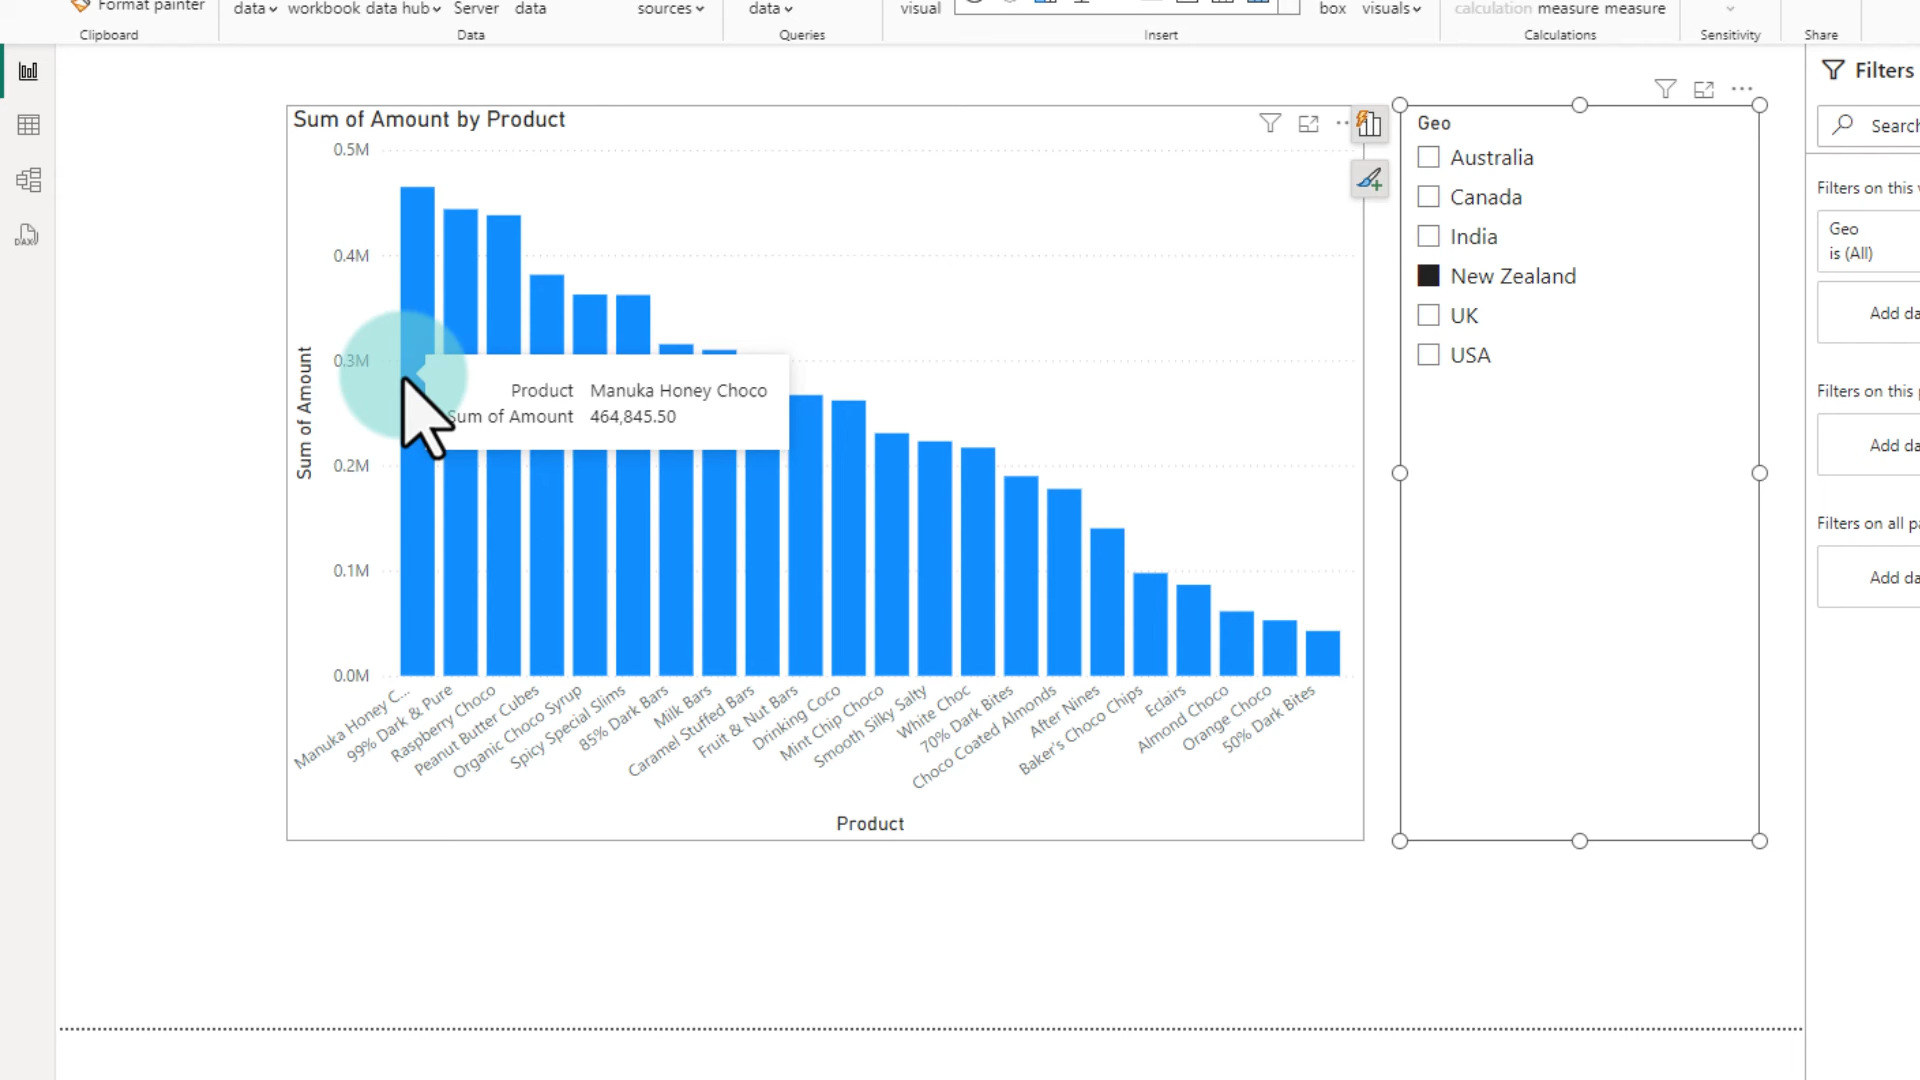 Format painter
Clipboard
data
workbook data hub
Server
data
Data
sources
data
Queries
visual
box
visuals
Insert
calculation measure measure
Calculations
Sensitivity
Share
DAX
Sum of Amount by Product
0.5M
0.4M
0.3M
0.2M
0.1M
0.0M
Sum of Amount
Product Manuka Honey Choco
Sum of Amount 464,845.50
Manuka Honey C...
99% Dark & Pure
Raspberry Choco
Peanut Butter Cubes
Organic Choco Syrup
Spicy Special Slims
85% Dark Bars
Milk Bars
Caramel Stuffed Bars
Fruit & Nut Bars
Drinking Coco
Mint Chip Choco
Smooth Silky Salty
White Choc
70% Dark Bites
Choco Coated Almonds
After Nines
Baker's Choco Chips
Eclairs
Almond Choco
Orange Choco
50% Dark Bites
Product
Geo
Australia
Canada
India
New Zealand
UK
USA
Filters
Search
Filters on this
Geo
is (All)
Add da
Filters on this
Add da
Filters on all pa
Add da